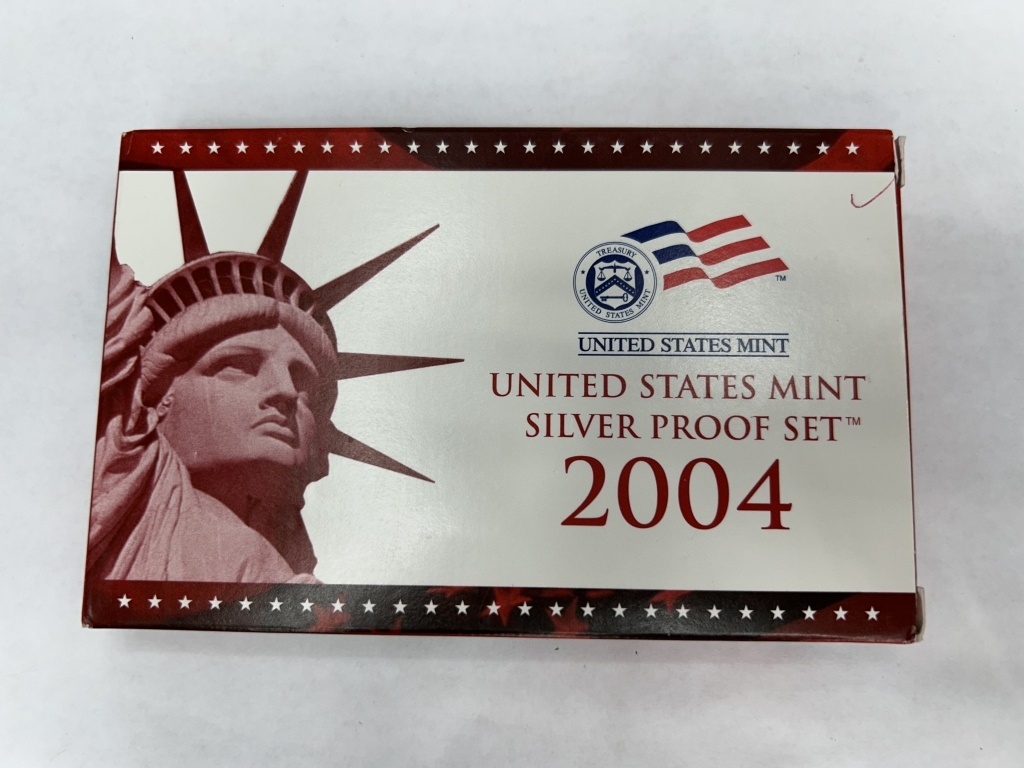 TREASURY
UNITED STATES MINT
TM
UNITED STATES MINT
UNITED STATES MINT
SILVER PROOF SET™
2004